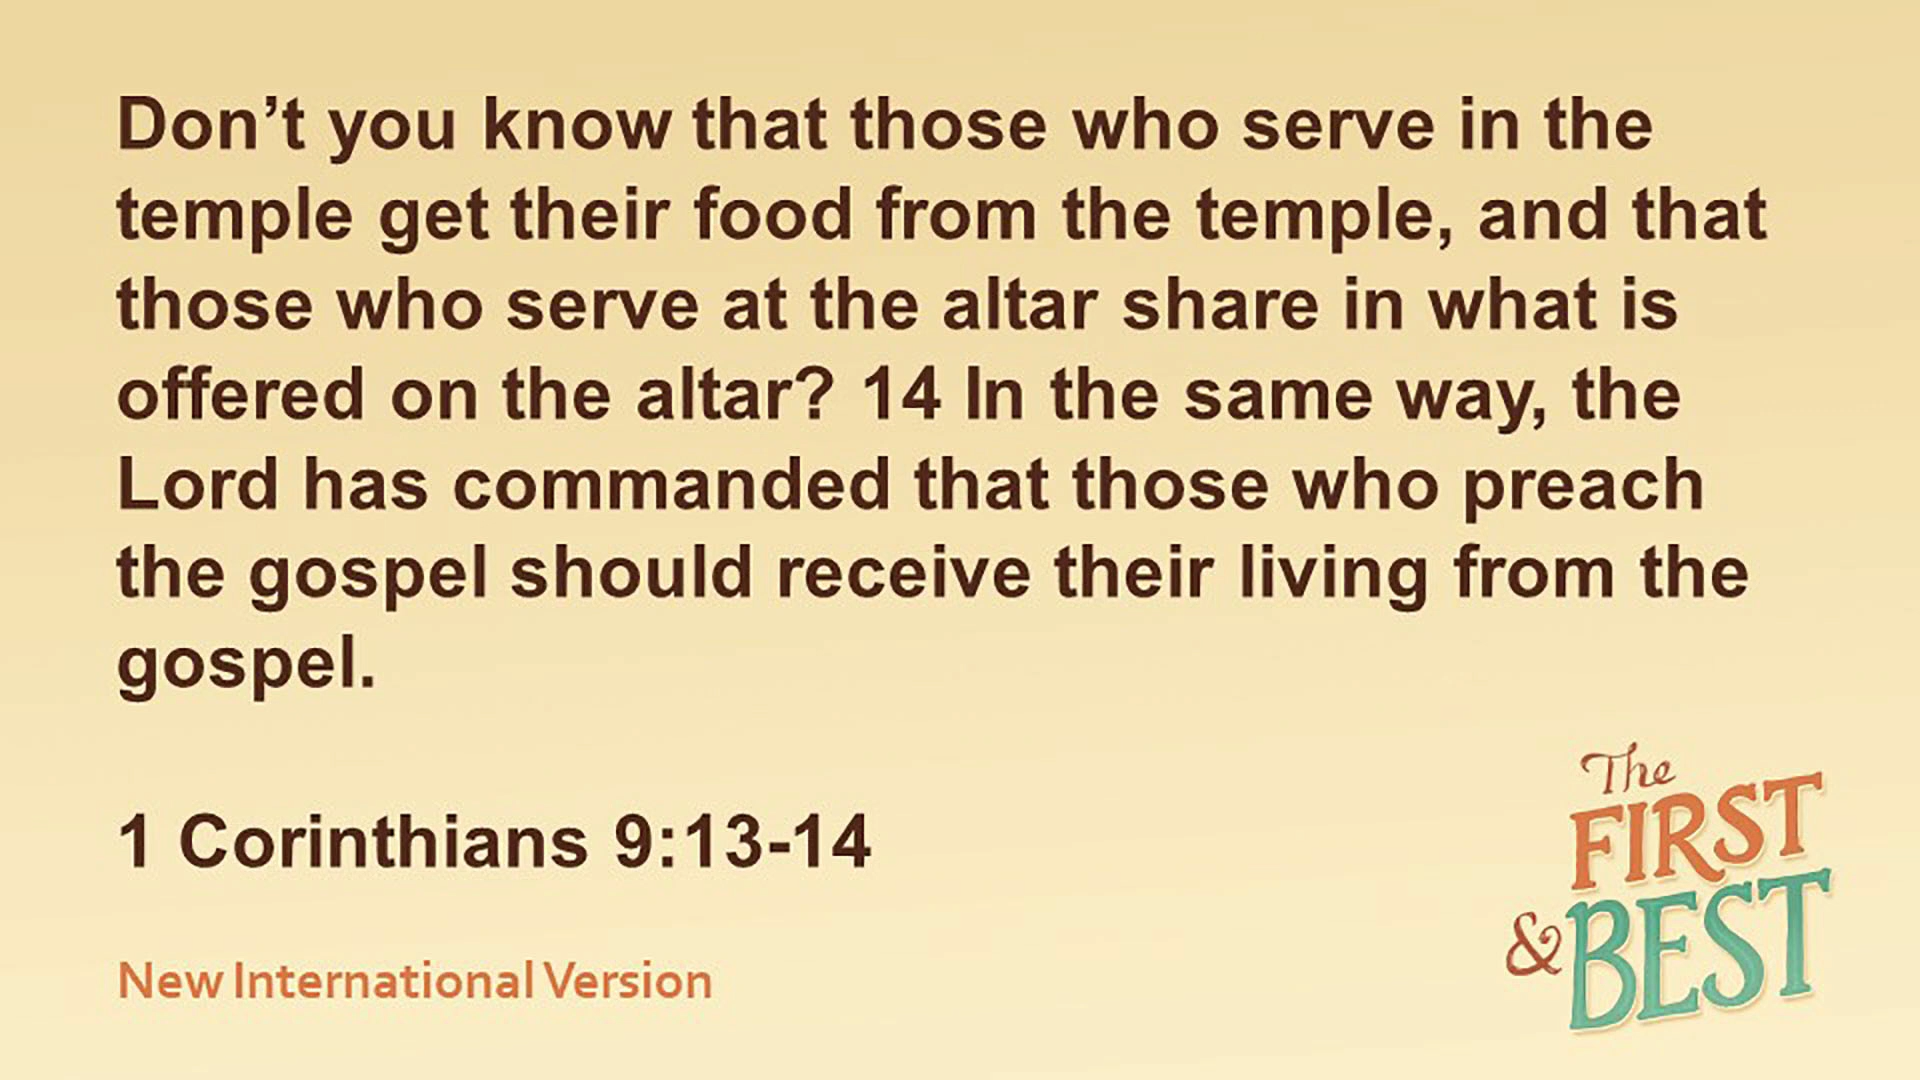 Don’t you know that those who serve in the
temple get their food from the temple, and that
those who serve at the altar share in what is
offered on the altar? 14 In the same way, the
Lord has commanded that those who preach
the gospel should receive their living from the
gospel.
1 Corinthians 9:13-14
New International Version
The
FIRST
& BEST